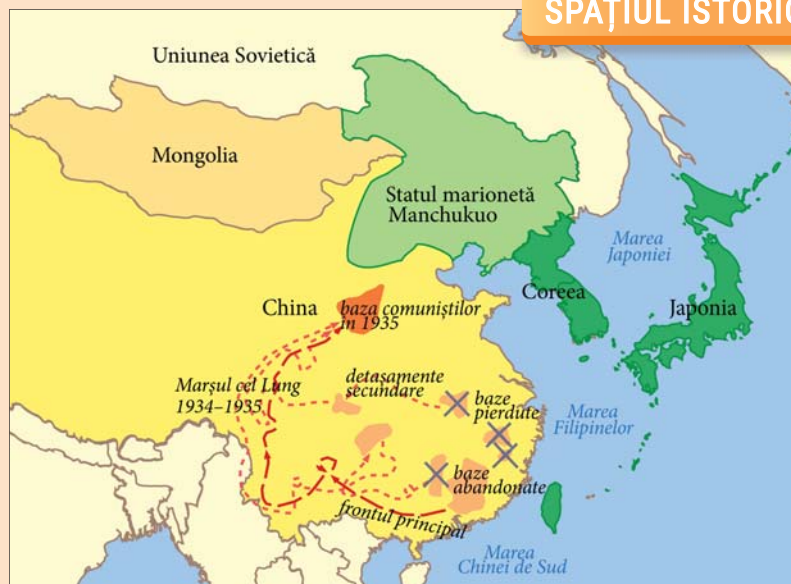 SPAȚIUL ISTORIC
Uniunea Sovietică
Mongolia
Statul marionetă
Manchukuo
Marea
Japoniei
Coreea
Japonia
China
baza comuniștilor
în 1935
Marșul cel Lung
1934–1935
detașamente
secundare
baze
pierdute
Marea
Filipinelor
baze
abandonate
frontul principal
Marea
Chinei de Sud